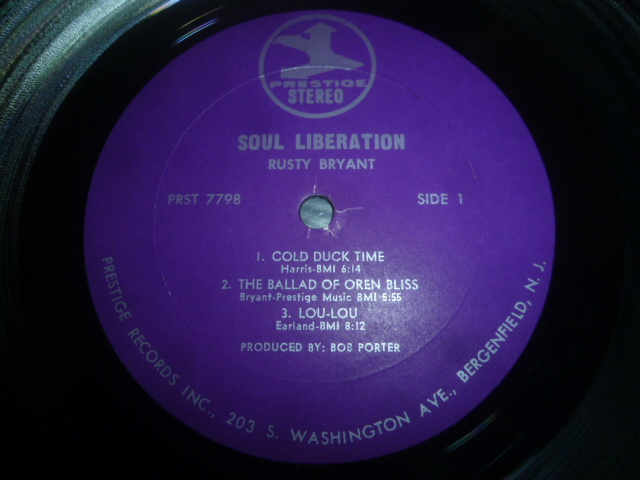 PRESTIGE
STEREO
SOUL LIBERATION
RUSTY BRYANT
PRST 7798
SIDE 1
1. COLD DUCK TIME
Harris-BMI 6:14
2. THE BALLAD OF OREN BLISS
Bryant-Prestige Music BMI 5:55
3. LOU-LOU
Earland-BMI 8:12
PRODUCED BY: BOB PORTER
PRESTIGE RECORDS INC., 203 S. WASHINGTON AVE., BERGENFIELD, N. J.